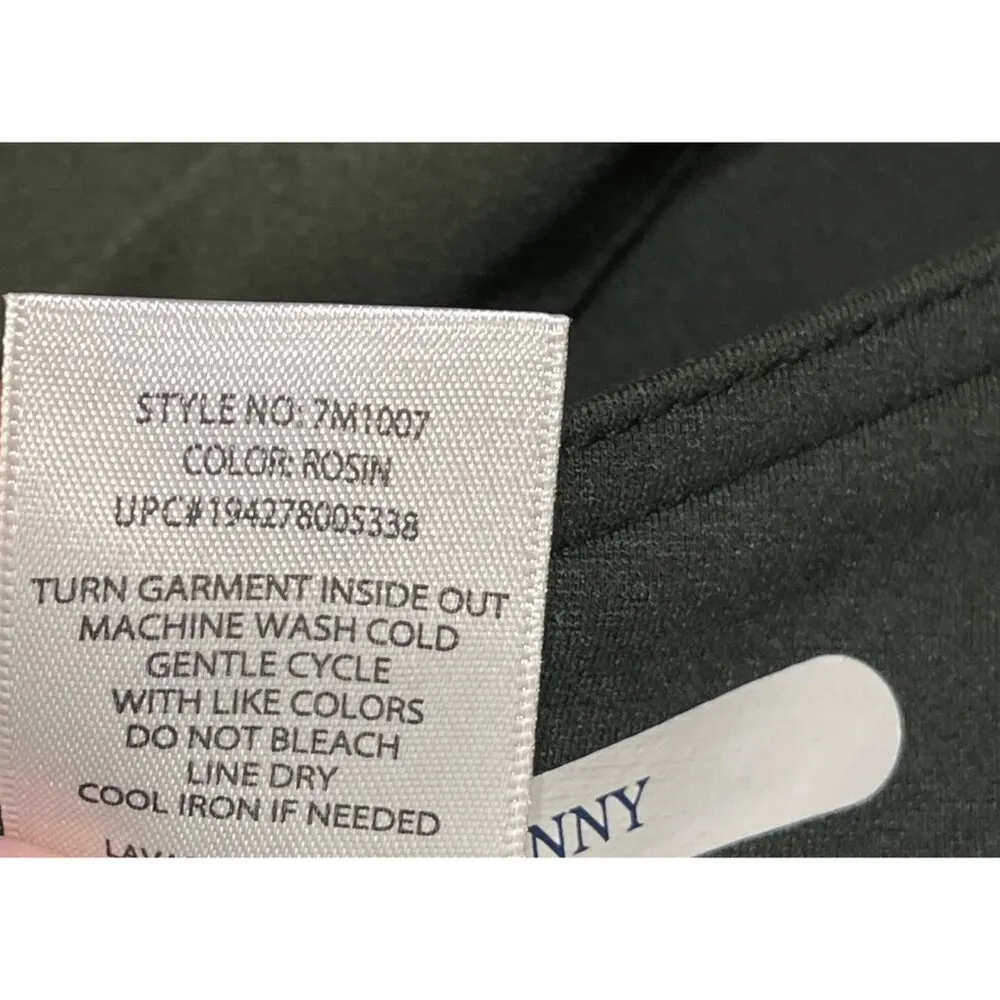 STYLE NO: 7M1007
COLOR: ROSIN
UPC#194278005338
TURN GARMENT INSIDE OUT
MACHINE WASH COLD
GENTLE CYCLE
WITH LIKE COLORS
DO NOT BLEACH
LINE DRY
COOL IRON IF NEEDED
NNY